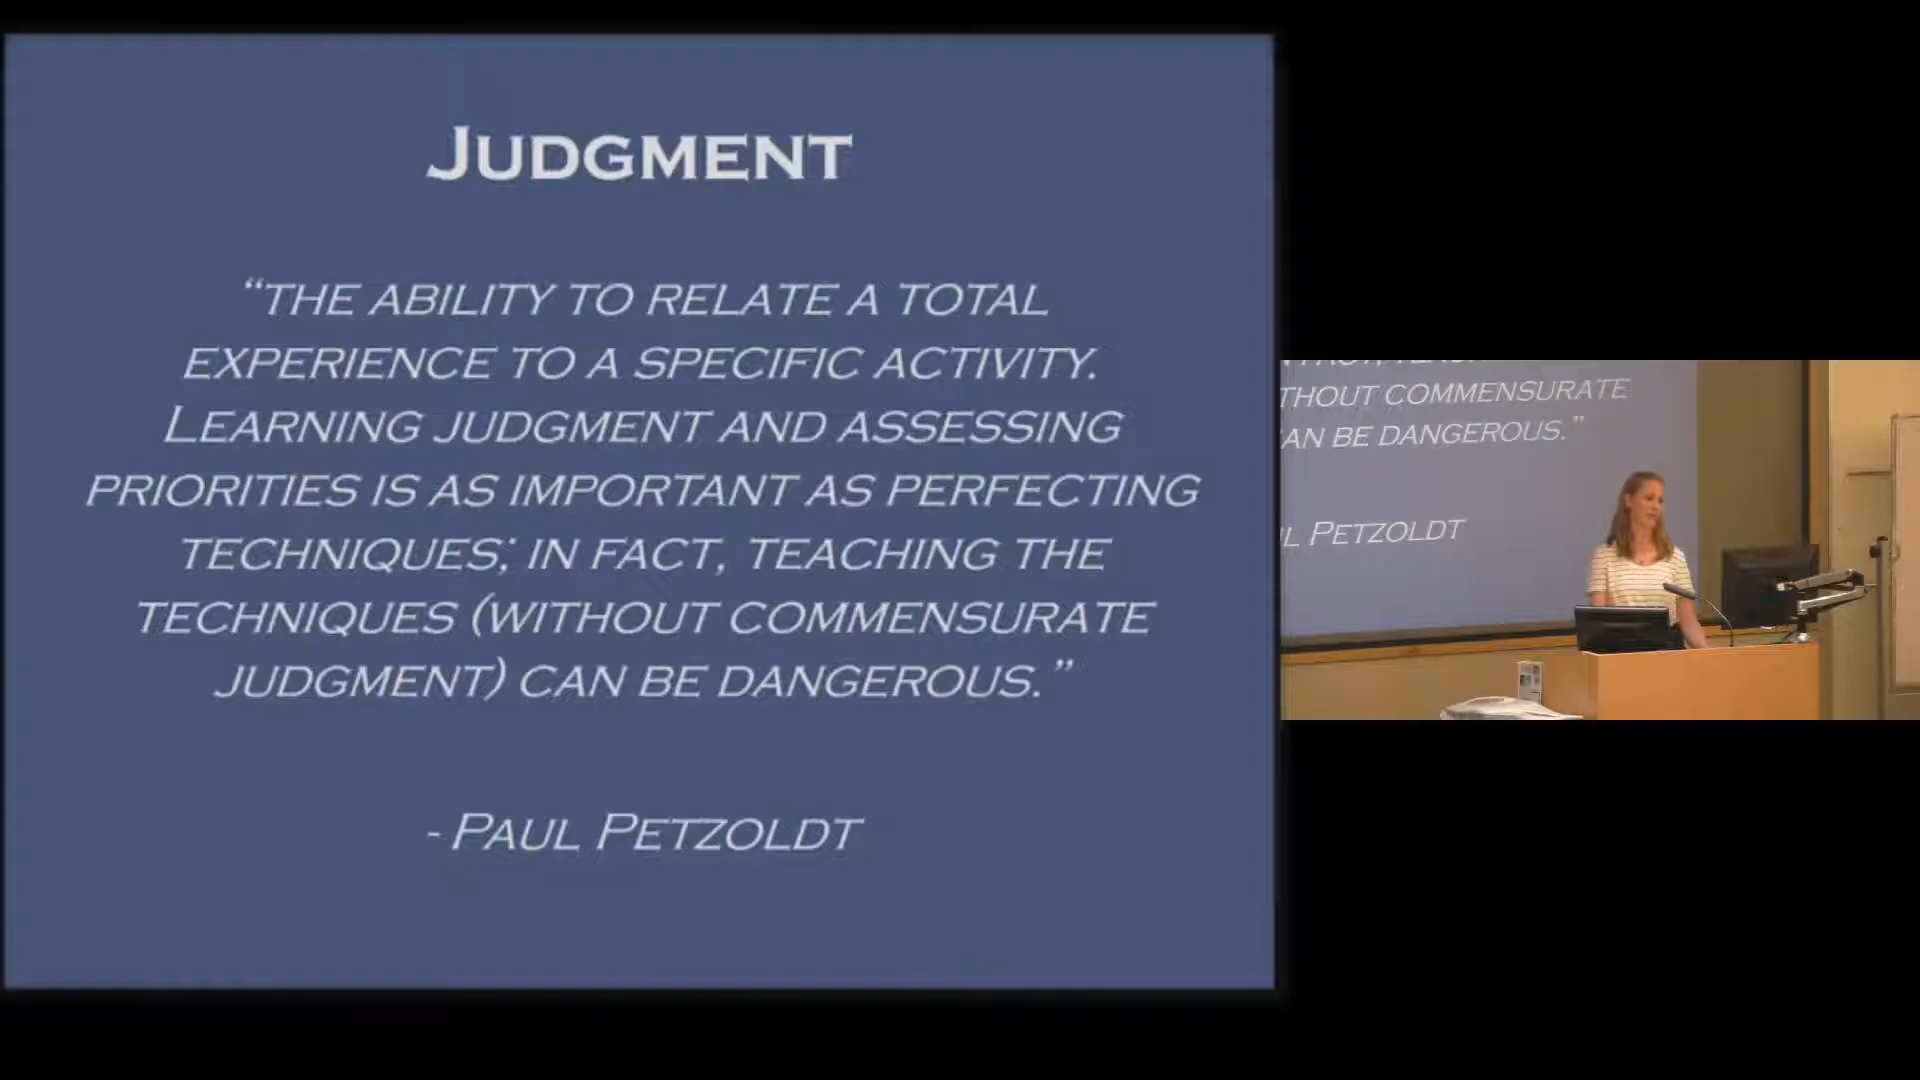 JUDGMENT
“THE ABILITY TO RELATE A TOTAL
EXPERIENCE TO A SPECIFIC ACTIVITY.
LEARNING JUDGMENT AND ASSESSING
PRIORITIES IS AS IMPORTANT AS PERFECTING
TECHNIQUES; IN FACT, TEACHING THE
TECHNIQUES (WITHOUT COMMENSURATE
JUDGMENT) CAN BE DANGEROUS.”
- PAUL PETZOLDT
THOUT COMMENSURATE
AN BE DANGEROUS.”
L PETZOLDT